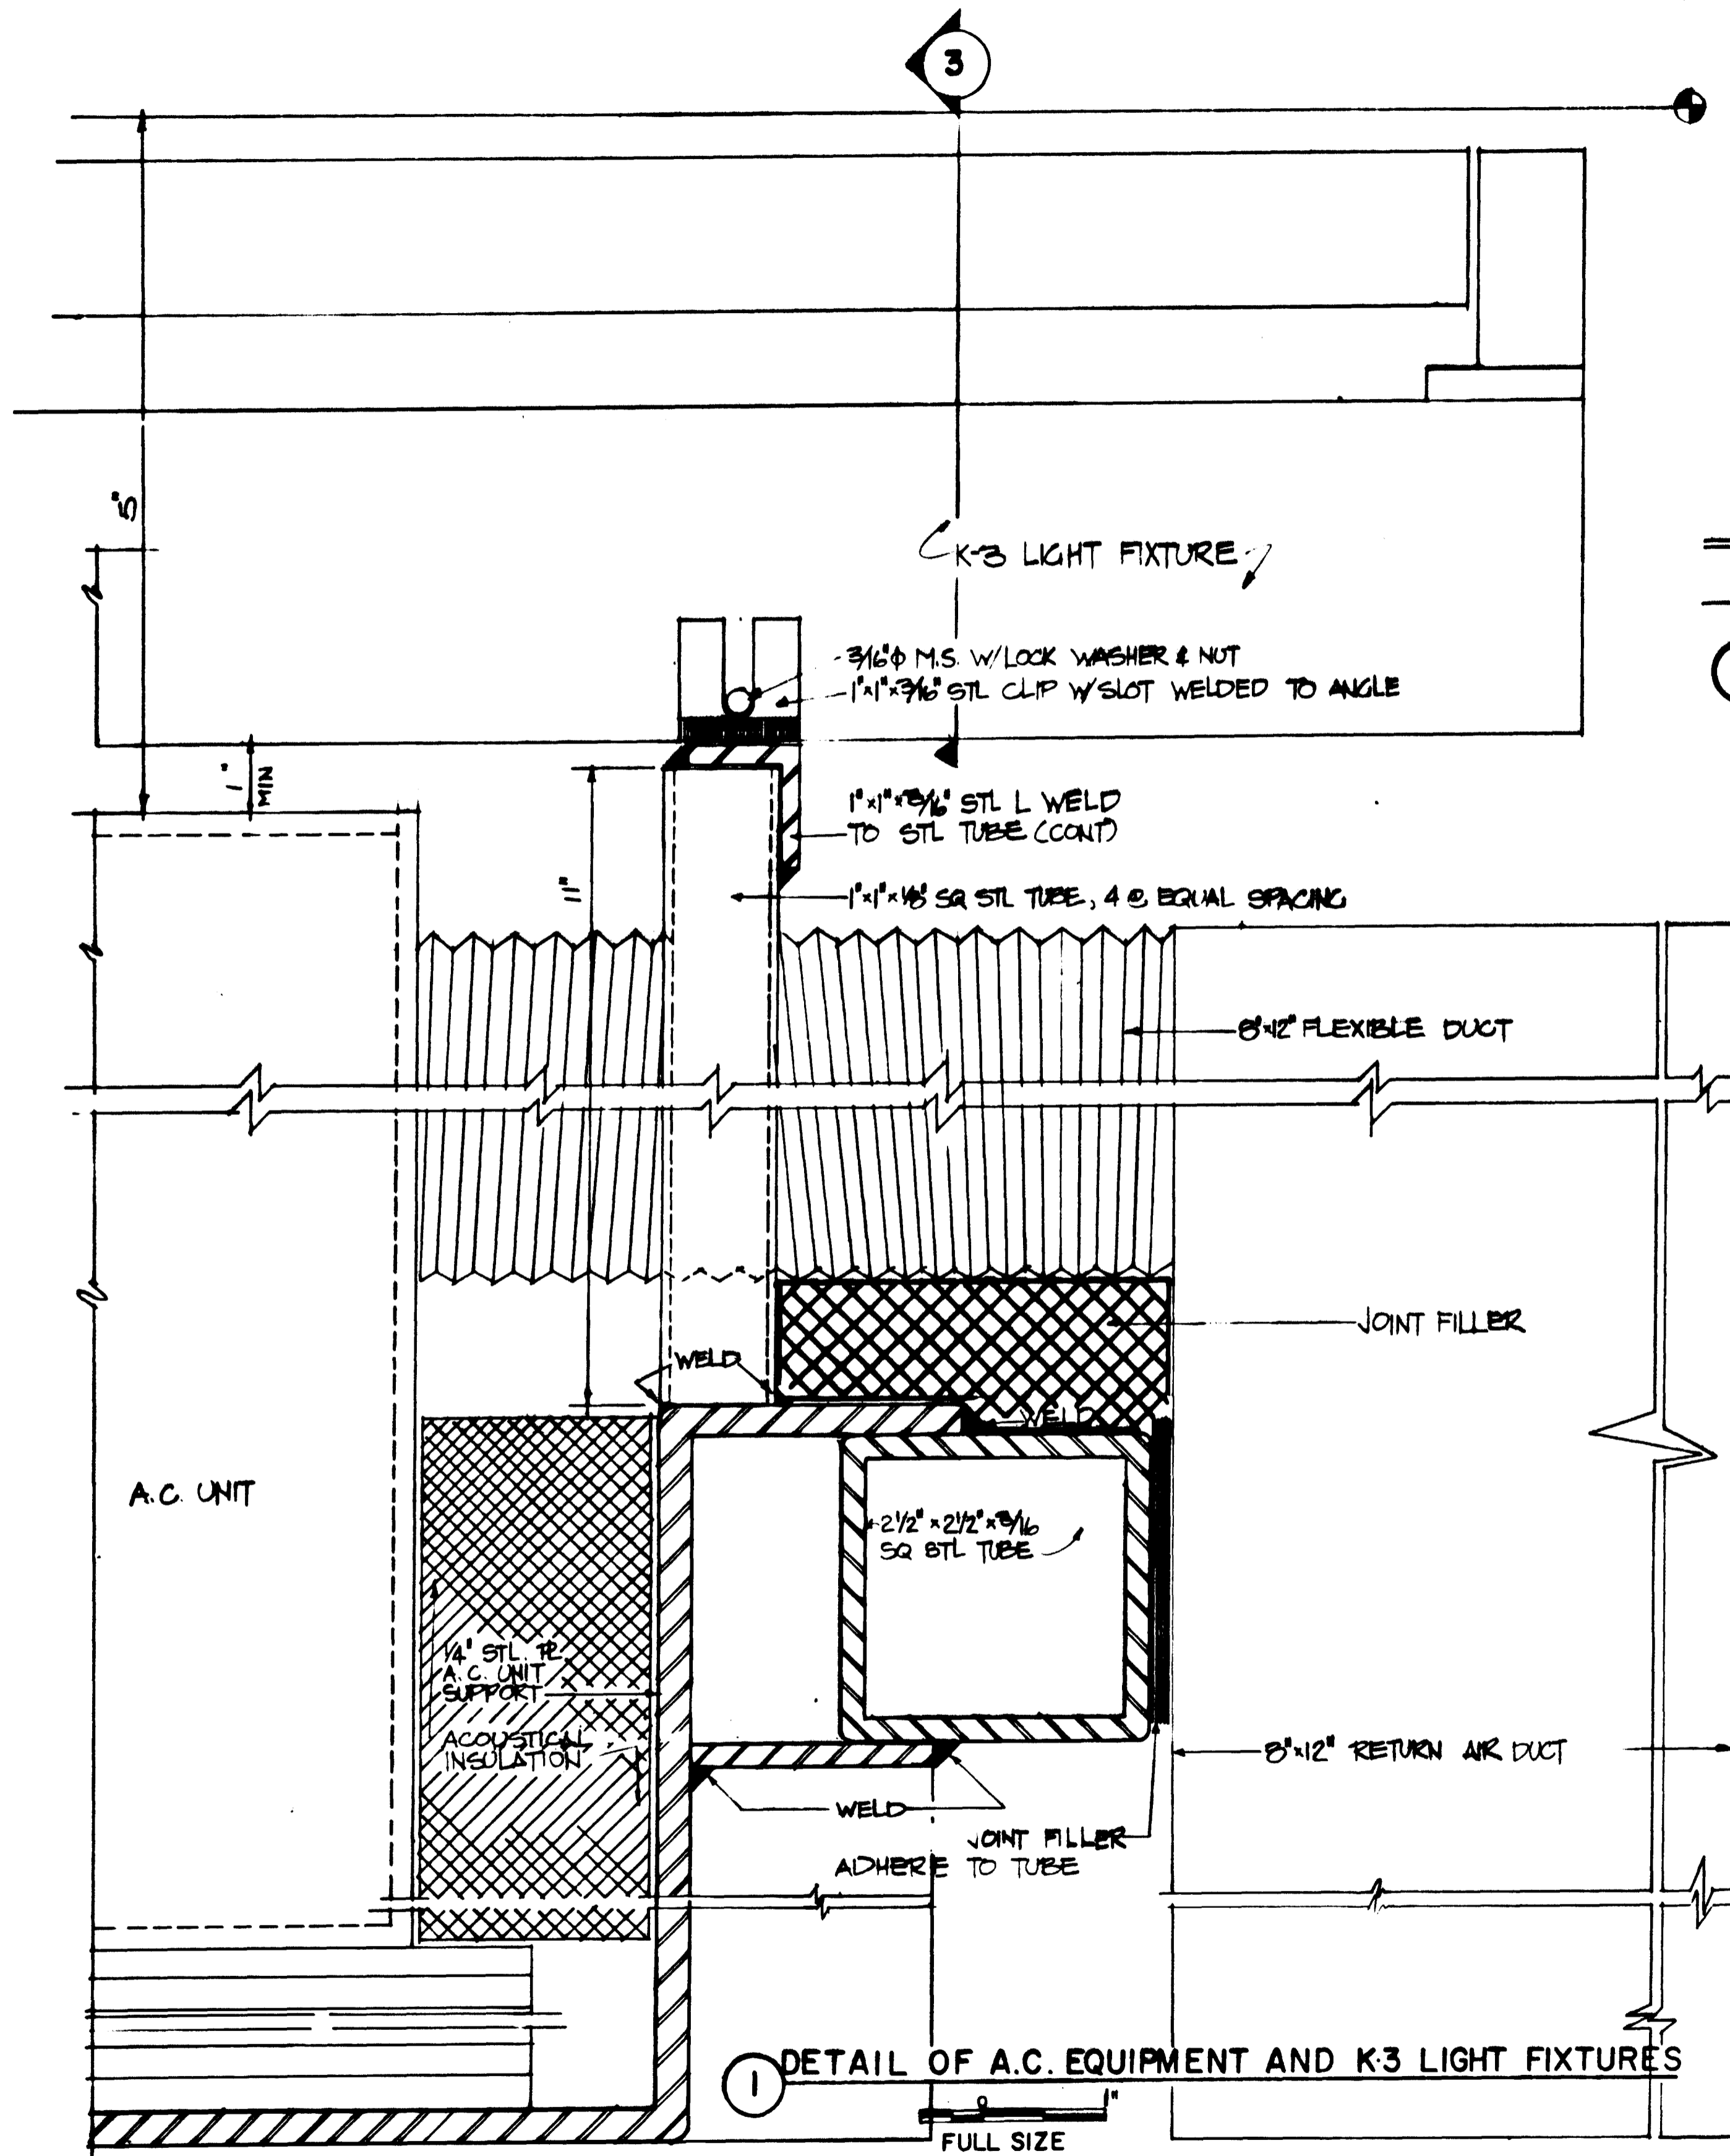 3
5"
K-3 LIGHT FIXTURE
3/16"φ M.S. W/LOCK WASHER & NUT
1"x1"x3/16" STL CLIP W/SLOT WELDED TO ANGLE
1"
MIN
1"x1"x3/16" STL L WELD
TO STL TUBE (CONT)
11"
1"x1"x1/8" SQ STL TUBE, 4 @ EQUAL SPACING
8"x12" FLEXIBLE DUCT
JOINT FILLER
WELD
WELD
A.C. UNIT
2 1/2" x 2 1/2" x 3/16
SQ STL TUBE
1/4" STL. PL
A.C. UNIT
SUPPORT
ACOUSTICAL
INSULATION
8"x12" RETURN AIR DUCT
WELD
JOINT FILLER
ADHERE TO TUBE
1 DETAIL OF A.C. EQUIPMENT AND K-3 LIGHT FIXTURES
0 1"
FULL SIZE